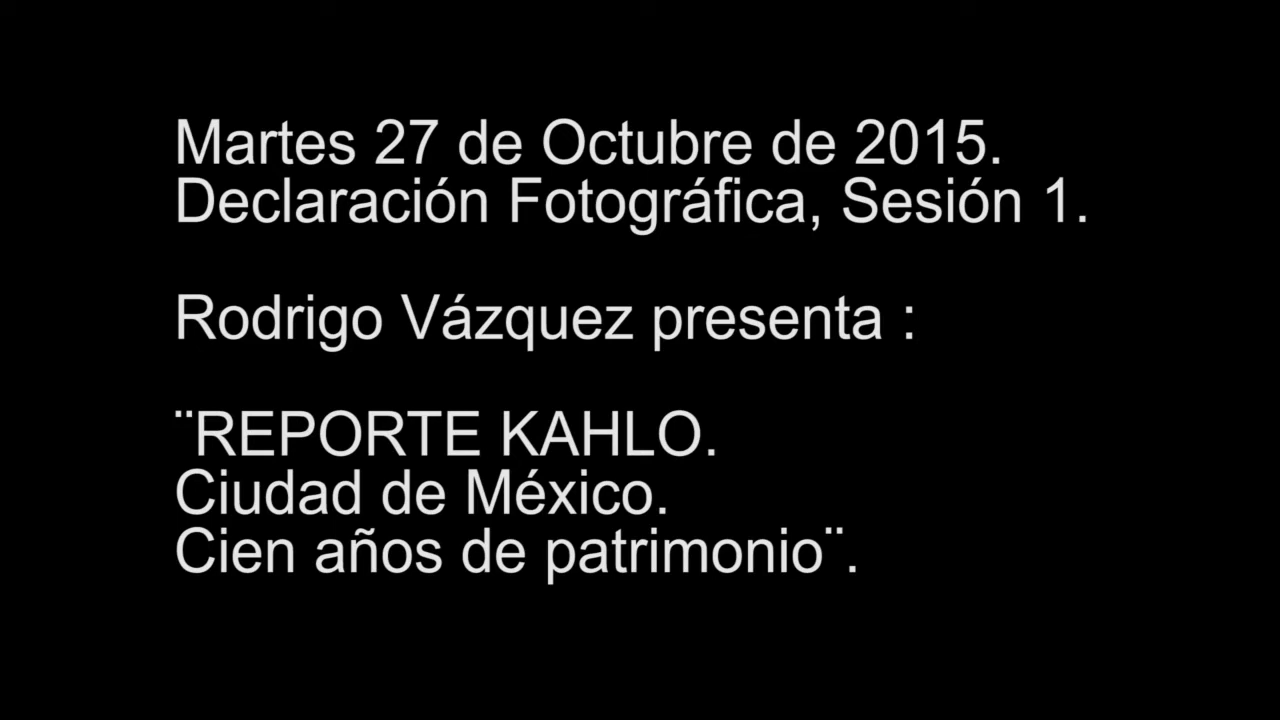 Martes 27 de Octubre de 2015.
Declaración Fotográfica, Sesión 1.
Rodrigo Vázquez presenta :
¨REPORTE KAHLO.
Ciudad de México.
Cien años de patrimonio¨.